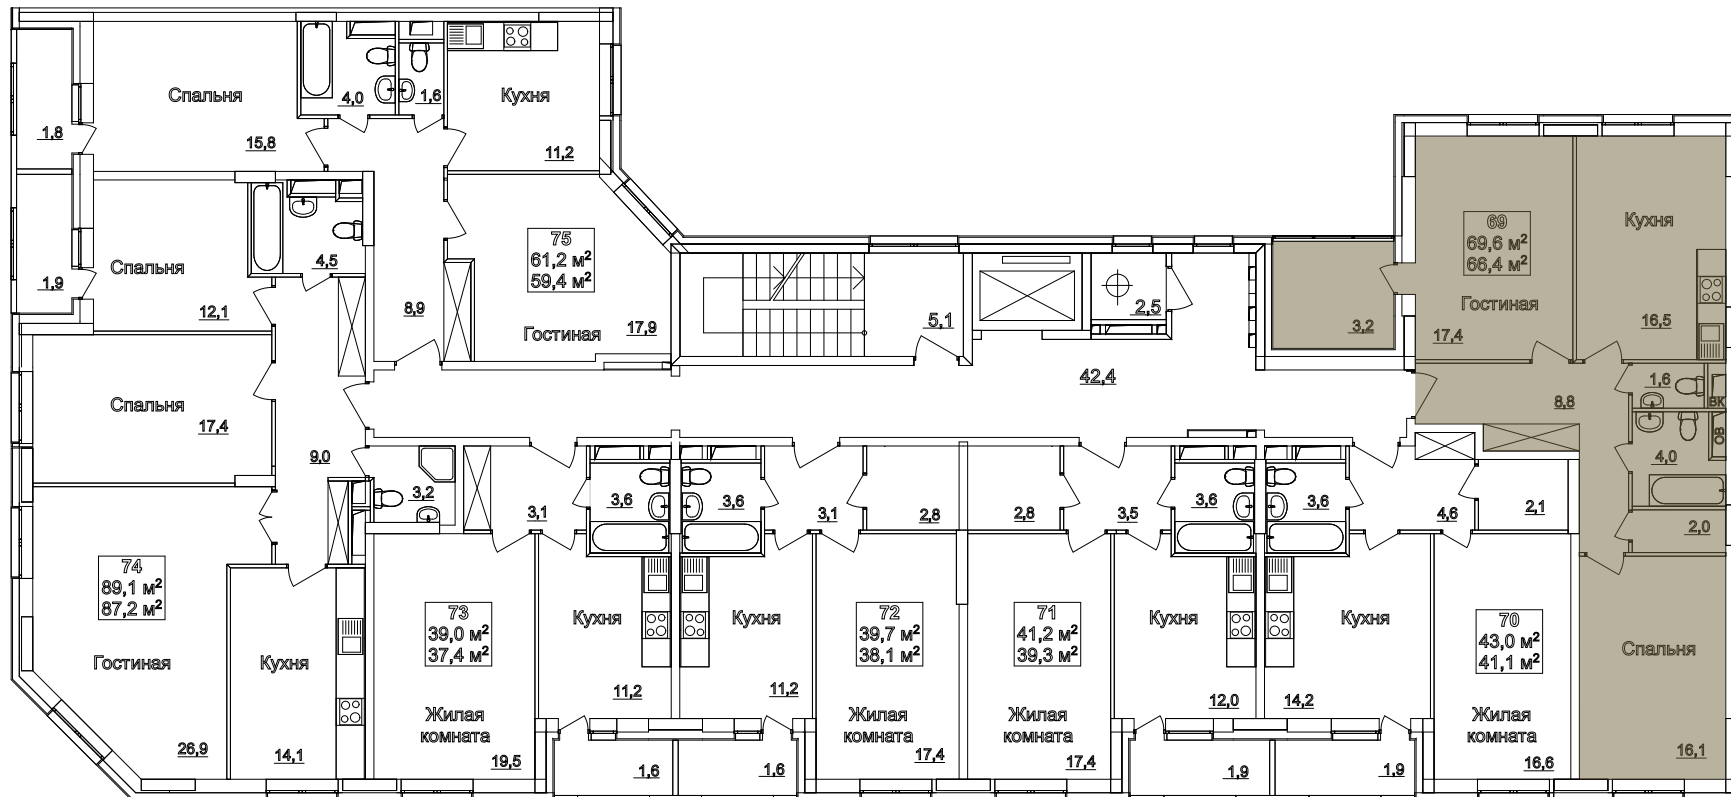 Спальня
15,8
1,8
4,0
1,6
Кухня
11,2
Спальня
12,1
1,9
4,5
8,9
75
61,2 м²
59,4 м²
Гостиная
17,9
5,1
2,5
42,4
3,2
69
69,6 м²
66,4 м²
Гостиная
17,4
Кухня
16,5
8,8
1,6
ВК
ОВ
4,0
2,0
Спальня
16,1
Спальня
17,4
9,0
3,2
74
89,1 м²
87,2 м²
Гостиная
26,9
Кухня
14,1
73
39,0 м²
37,4 м²
Жилая
комната
19,5
3,1
3,6
Кухня
11,2
1,6
3,6
3,1
2,8
Кухня
11,2
1,6
72
39,7 м²
38,1 м²
Жилая
комната
17,4
2,8
3,5
3,6
71
41,2 м²
39,3 м²
Жилая
комната
17,4
Кухня
12,0
1,9
3,6
4,6
2,1
Кухня
14,2
1,9
70
43,0 м²
41,1 м²
Жилая
комната
16,6